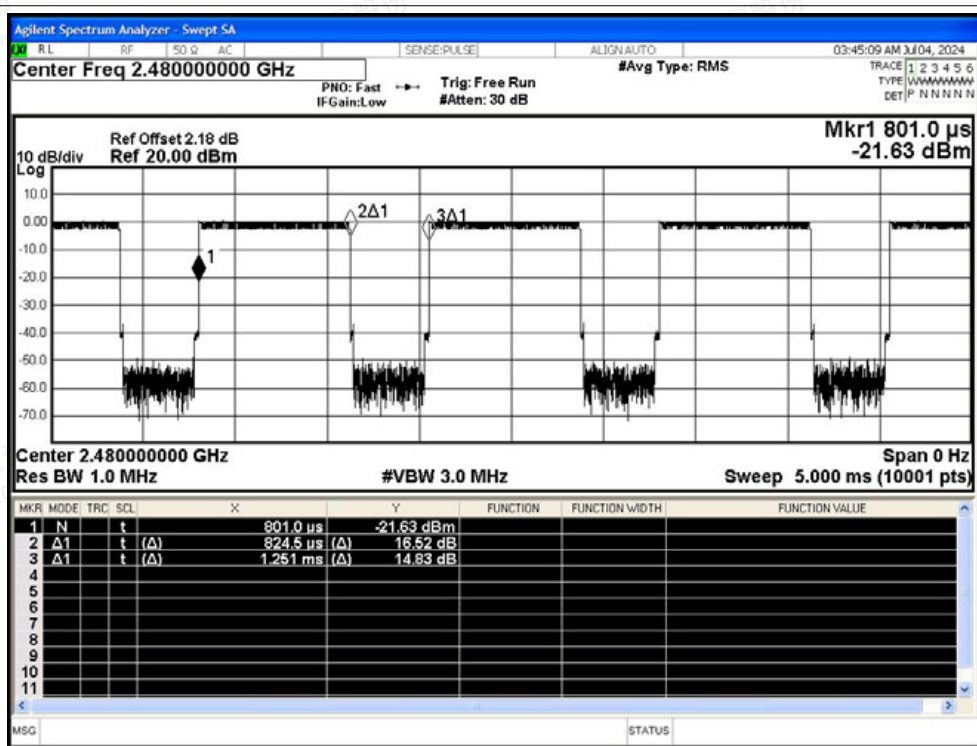 Agilent Spectrum Analyzer - Swept SA
LXI RL RF 50 Ω AC SENSE:PULSE ALIGNAUTO 03:45:09 AM Jul 04, 2024
Center Freq 2.480000000 GHz #Avg Type: RMS TRACE 1 2 3 4 5 6
PNO: Fast Trig: Free Run TYPE WWWWWW
IFGain:Low #Atten: 30 dB DET P N N N N N
Ref Offset 2.18 dB Mkr1 801.0 µs
10 dB/div Ref 20.00 dBm -21.63 dBm
Log
10.0
0.00
-10.0
-20.0
-30.0
-40.0
-50.0
-60.0
-70.0
1
2Δ1
3Δ1
Center 2.480000000 GHz Span 0 Hz
Res BW 1.0 MHz #VBW 3.0 MHz Sweep 5.000 ms (10001 pts)
MKR MODE TRC SCL X Y FUNCTION FUNCTION WIDTH FUNCTION VALUE
1 N t 801.0 µs -21.63 dBm
2 Δ1 t (Δ) 824.5 µs (Δ) 16.52 dB
3 Δ1 t (Δ) 1.251 ms (Δ) 14.83 dB
4
5
6
7
8
9
10
11
MSG STATUS